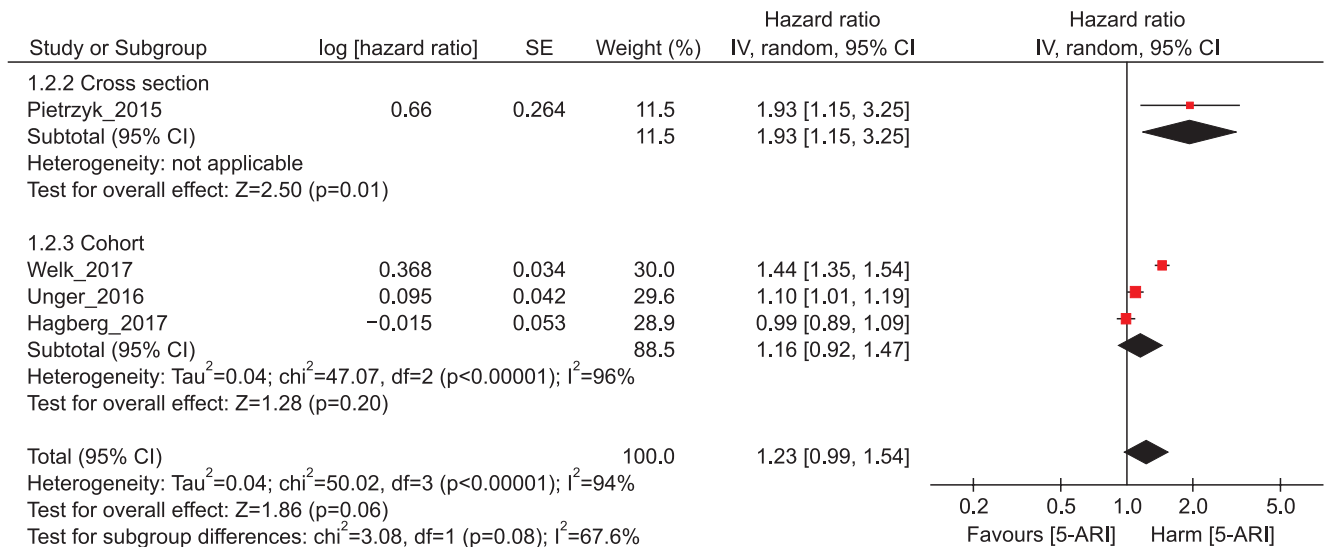 Hazard ratio Hazard ratio
Study or Subgroup log [hazard ratio] SE Weight (%) IV, random, 95% CI IV, random, 95% CI
1.2.2 Cross section
Pietrzyk_2015 0.66 0.264 11.5 1.93 [1.15, 3.25]
Subtotal (95% CI) 11.5 1.93 [1.15, 3.25]
Heterogeneity: not applicable
Test for overall effect: Z=2.50 (p=0.01)
1.2.3 Cohort
Welk_2017 0.368 0.034 30.0 1.44 [1.35, 1.54]
Unger_2016 0.095 0.042 29.6 1.10 [1.01, 1.19]
Hagberg_2017 −0.015 0.053 28.9 0.99 [0.89, 1.09]
Subtotal (95% CI) 88.5 1.16 [0.92, 1.47]
Heterogeneity: Tau²=0.04; chi²=47.07, df=2 (p<0.00001); I²=96%
Test for overall effect: Z=1.28 (p=0.20)
Total (95% CI) 100.0 1.23 [0.99, 1.54]
Heterogeneity: Tau²=0.04; chi²=50.02, df=3 (p<0.00001); I²=94%
Test for overall effect: Z=1.86 (p=0.06)
Test for subgroup differences: chi²=3.08, df=1 (p=0.08); I²=67.6%
0.2 0.5 1.0 2.0 5.0
Favours [5-ARI] Harm [5-ARI]